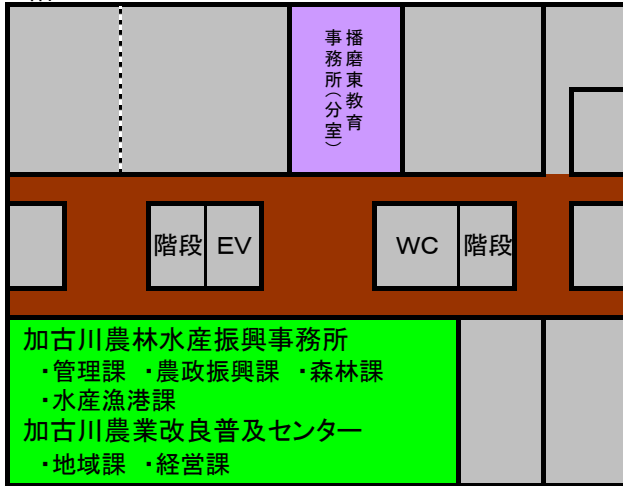 播磨東教育
事務所(分室)
階段
EV
WC
階段
加古川農林水産振興事務所
・管理課 ・農政振興課 ・森林課
・水産漁港課
加古川農業改良普及センター
・地域課 ・経営課